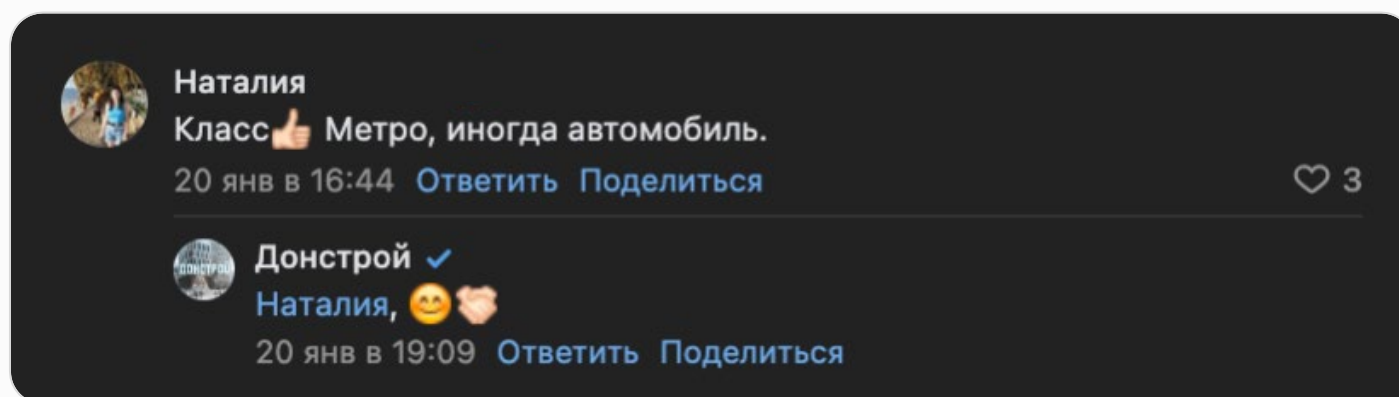 Наталия
Класс👍🏻 Метро, иногда автомобиль.
20 янв в 16:44 Ответить Поделиться 3
ДОНСТРОЙ
Донстрой
Наталия, 😊🤝🏻
20 янв в 19:09 Ответить Поделиться